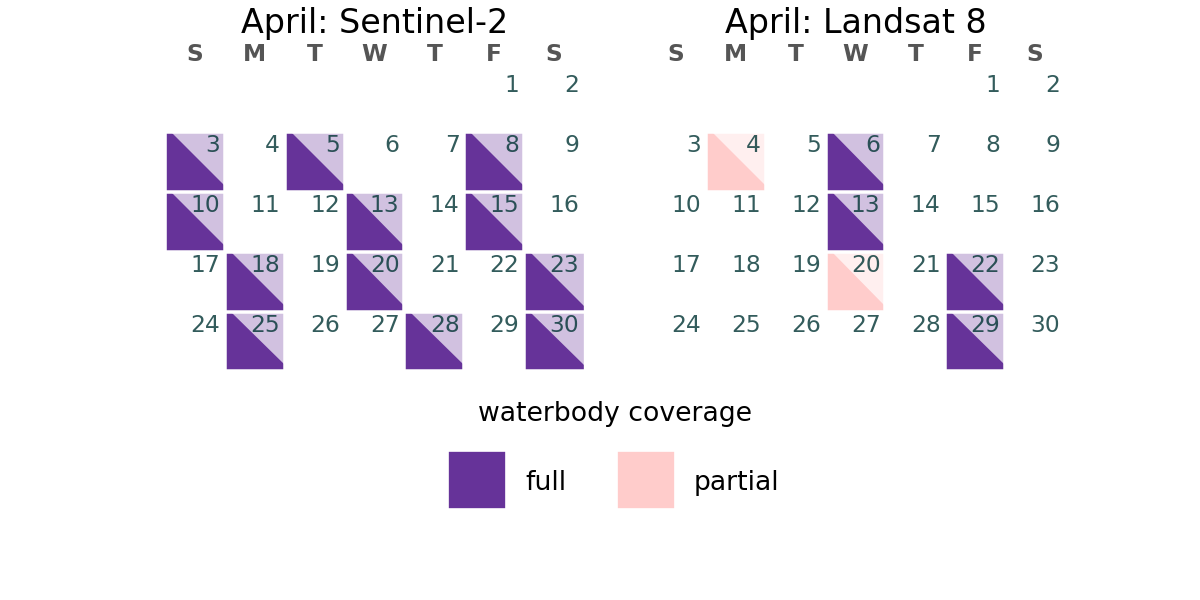 April: Sentinel-2
S M T W T F S
1 2
3 4 5 6 7 8 9
10 11 12 13 14 15 16
17 18 19 20 21 22 23
24 25 26 27 28 29 30
April: Landsat 8
S M T W T F S
1 2
3 4 5 6 7 8 9
10 11 12 13 14 15 16
17 18 19 20 21 22 23
24 25 26 27 28 29 30
waterbody coverage
full partial